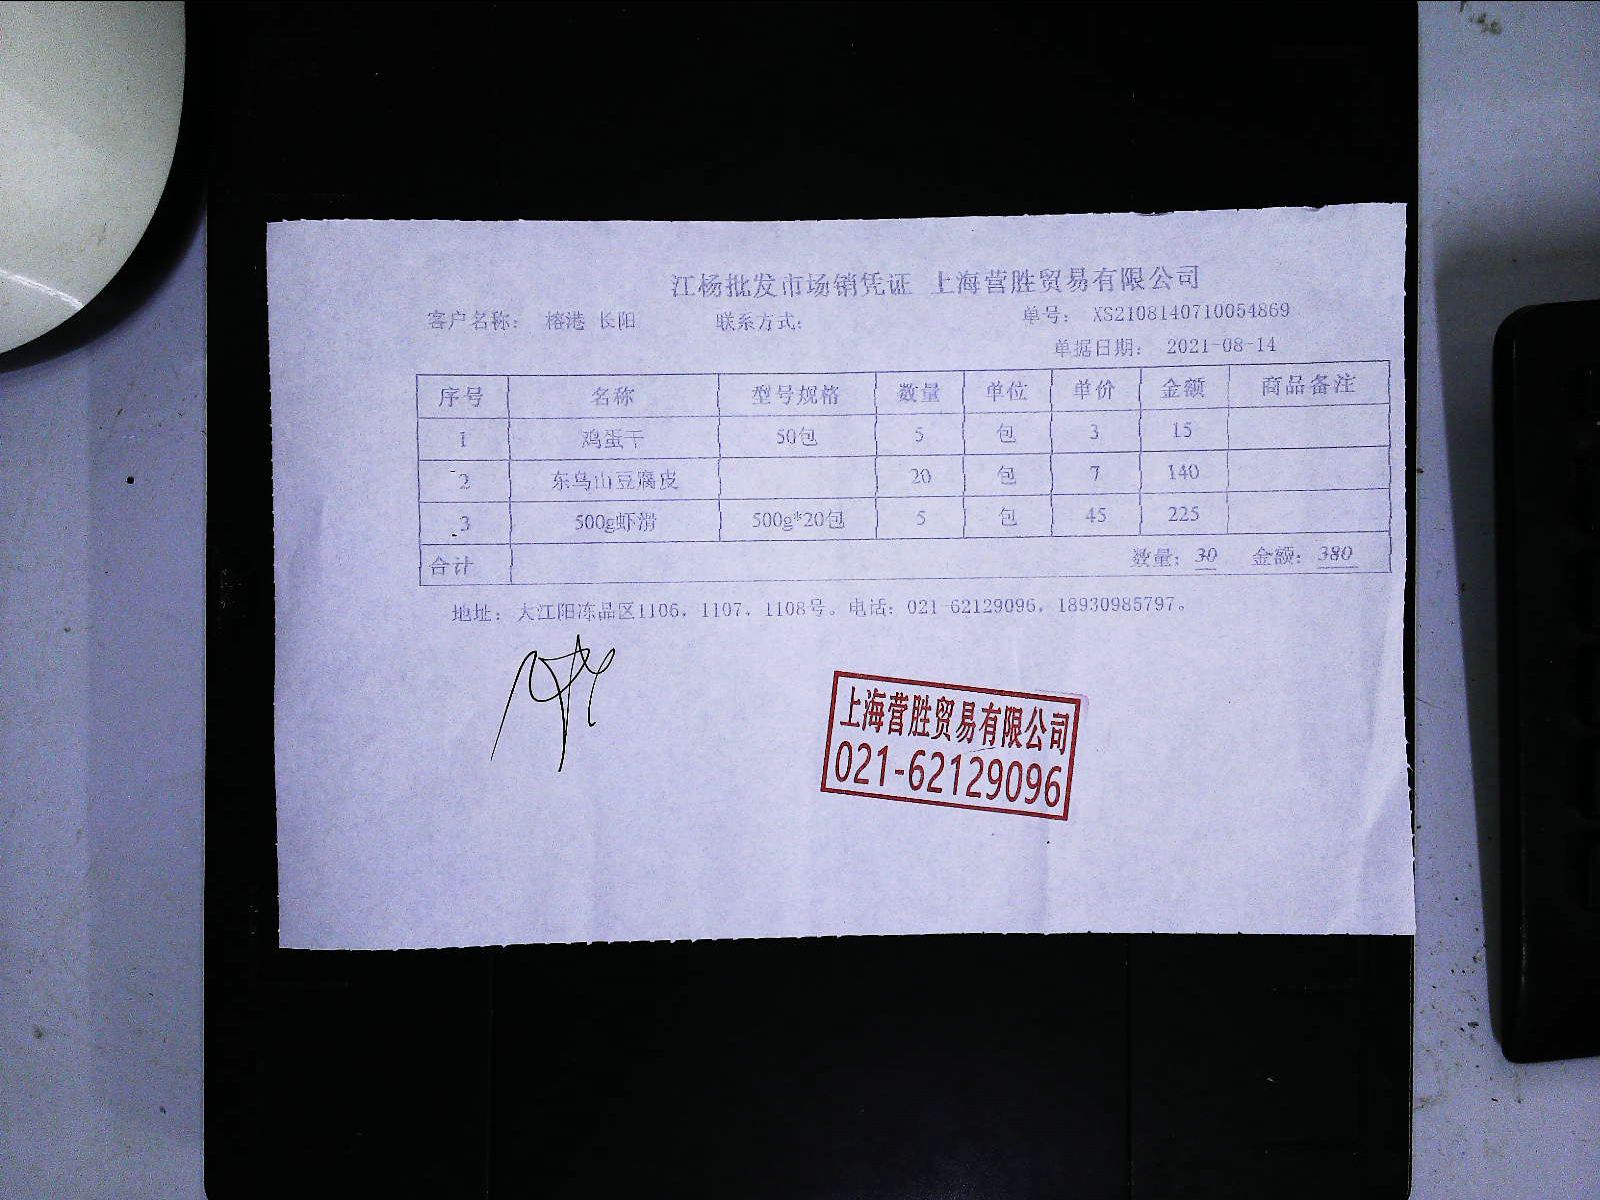 江杨批发市场销凭证 上海营胜贸易有限公司
客户名称： 榕港 长阳 联系方式： 单号： XS2108140710054869
单据日期： 2021-08-14
序号 名称 型号规格 数量 单位 单价 金额 商品备注
1 鸡蛋干 50包 5 包 3 15
2 东乌山豆腐皮 20 包 7 140
3 500g虾滑 500g*20包 5 包 45 225
合计 数量：30 金额：380
地址： 大江阳冻品区1106，1107，1108号。电话：021-62129096，18930985797。
上海营胜贸易有限公司
021-62129096